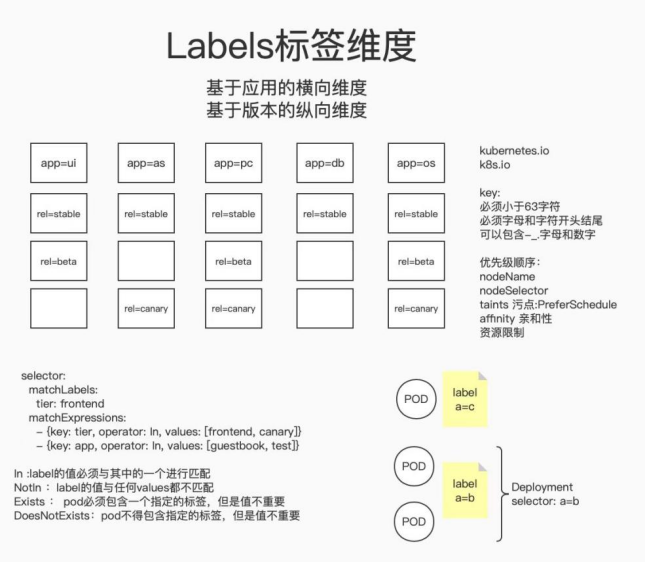 Labels标签维度
基于应用的横向维度
基于版本的纵向维度
app=ui
app=as
app=pc
app=db
app=os
rel=stable
rel=stable
rel=stable
rel=stable
rel=stable
rel=beta
rel=beta
rel=beta
rel=canary
rel=canary
rel=canary
kubernetes.io
k8s.io
key:
必须小于63字符
必须字母和字符开头结尾
可以包含-_.字母和数字
优先级顺序：
nodeName
nodeSelector
taints 污点:PreferSchedule
affinity 亲和性
资源限制
selector:
matchLabels:
tier: frontend
matchExpressions:
- {key: tier, operator: In, values: [frontend, canary]}
- {key: app, operator: In, values: [guestbook, test]}
In :label的值必须与其中的一个进行匹配
NotIn ：label的值与任何values都不匹配
Exists ： pod必须包含一个指定的标签，但是值不重要
DoesNotExists：pod不得包含指定的标签，但是值不重要
POD
label
a=c
POD
POD
label
a=b
Deployment
selector: a=b